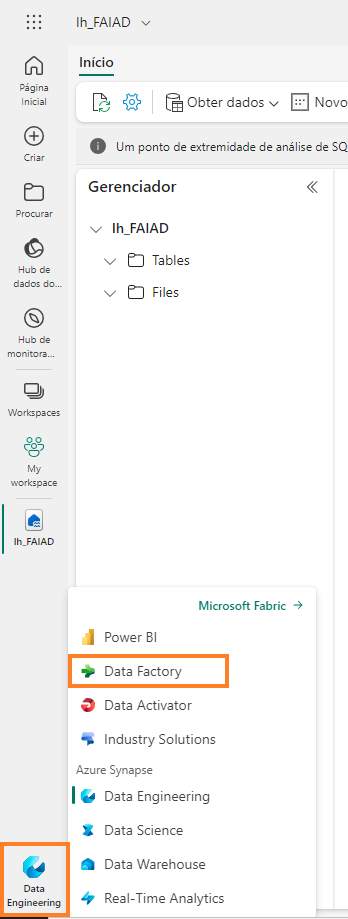 lh_FAIAD
Início
Página
Inicial
Criar
Procurar
Hub de
dados do...
Hub de
monitora...
Workspaces
My
workspace
lh_FAIAD
Data
Engineering
Obter dados
Novo
Um ponto de extremidade de análise de SQ
Gerenciador
lh_FAIAD
Tables
Files
Microsoft Fabric
Power BI
Data Factory
Data Activator
Industry Solutions
Azure Synapse
Data Engineering
Data Science
Data Warehouse
Real-Time Analytics